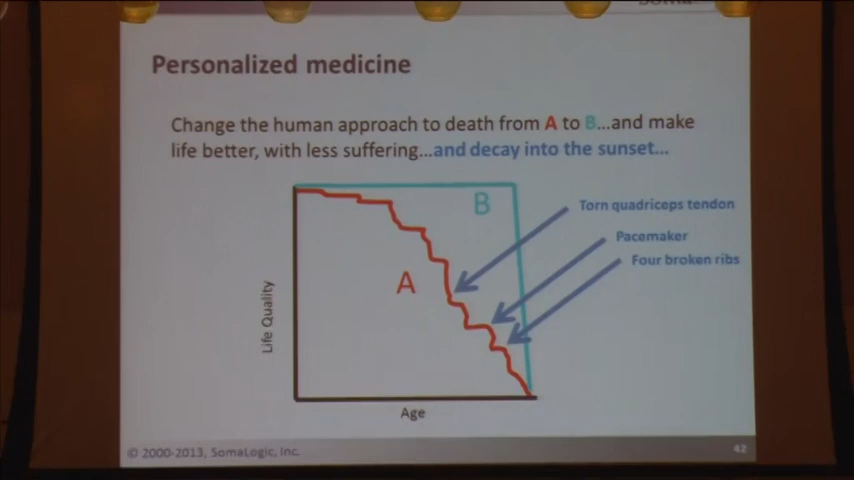 Personalized medicine
Change the human approach to death from A to B...and make
life better, with less suffering...and decay into the sunset...
B
Torn quadriceps tendon
Pacemaker
Four broken ribs
A
Life Quality
Age
© 2000-2013, SomaLogic, Inc.
42